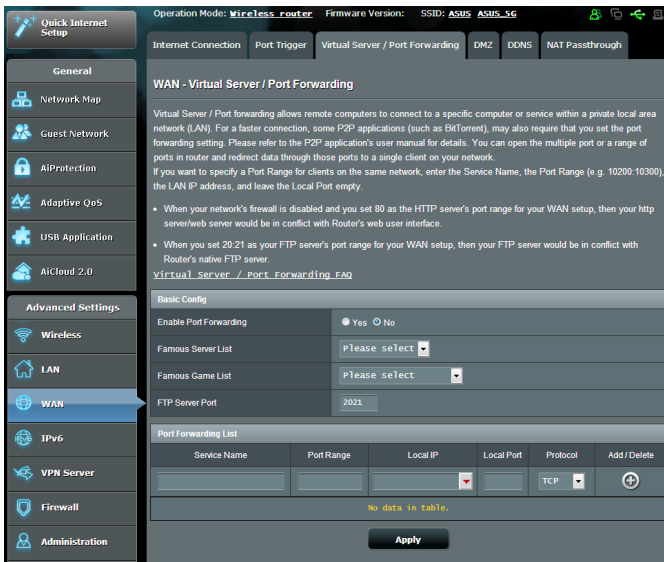 Quick Internet
Setup
Operation Mode: Wireless router Firmware Version: SSID: ASUS ASUS_5G
Internet Connection Port Trigger Virtual Server / Port Forwarding DMZ DDNS NAT Passthrough
General
Network Map
Guest Network
AiProtection
Adaptive QoS
USB Application
AiCloud 2.0
Advanced Settings
Wireless
LAN
WAN
IPv6
VPN Server
Firewall
Administration
WAN - Virtual Server / Port Forwarding
Virtual Server / Port forwarding allows remote computers to connect to a specific computer or service within a private local area
network (LAN). For a faster connection, some P2P applications (such as BitTorrent), may also require that you set the port
forwarding setting. Please refer to the P2P application's user manual for details. You can open the multiple port or a range of
ports in router and redirect data through those ports to a single client on your network.
If you want to specify a Port Range for clients on the same network, enter the Service Name, the Port Range (e.g. 10200:10300),
the LAN IP address, and leave the Local Port empty.
• When your network's firewall is disabled and you set 80 as the HTTP server's port range for your WAN setup, then your http
server/web server would be in conflict with Router's web user interface.
• When you set 20:21 as your FTP server's port range for your WAN setup, then your FTP server would be in conflict with
Router's native FTP server.
Virtual Server / Port Forwarding FAQ
Basic Config
Enable Port Forwarding Yes No
Famous Server List Please select
Famous Game List Please select
FTP Server Port 2021
Port Forwarding List
Service Name Port Range Local IP Local Port Protocol Add / Delete
TCP
No data in table.
Apply